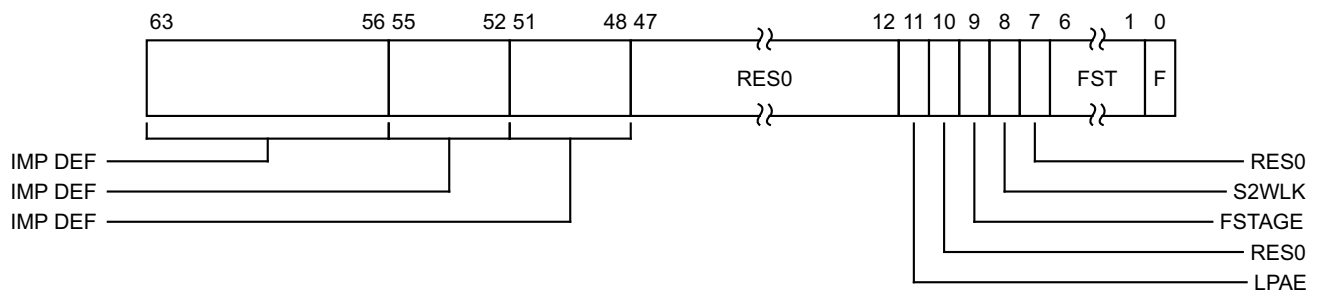 63 56 55 52 51 48 47 12 11 10 9 8 7 6 1 0
RES0 FST F
IMP DEF RES0
IMP DEF S2WLK
IMP DEF FSTAGE
RES0
LPAE